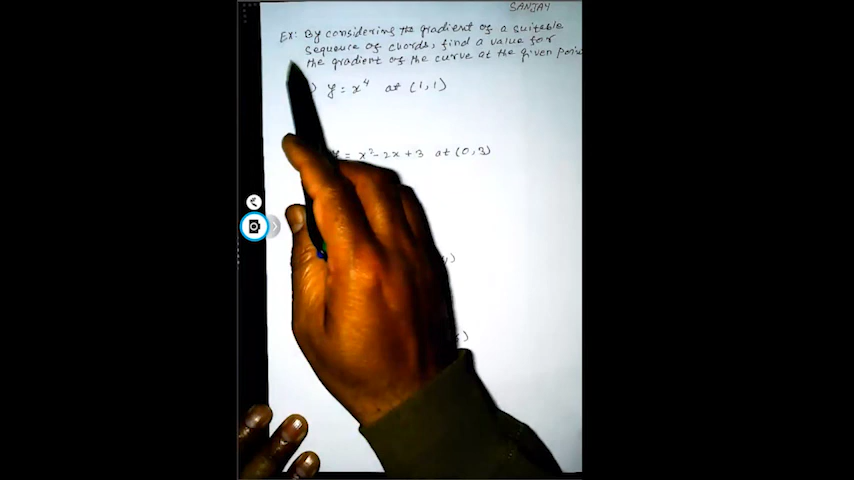 SANJAY
Ex: By considering the gradient of a suitable
sequence of chords, find a value for
the gradient of the curve at the given
) y = x⁴ at (1, 1)
= x² - 2x + 3 at (0, 3)
)
)